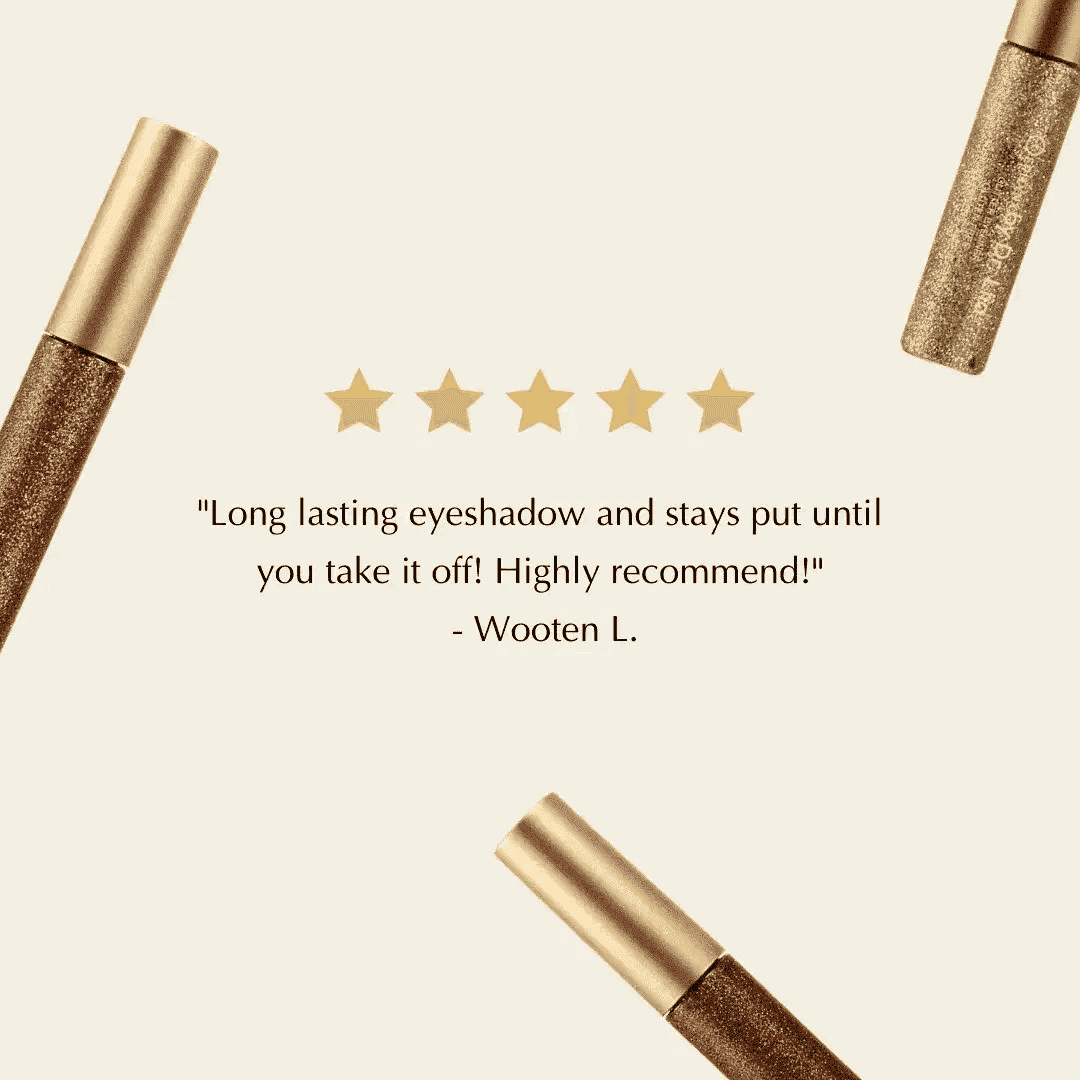 "Long lasting eyeshadow and stays put until
you take it off! Highly recommend!"
- Wooten L.